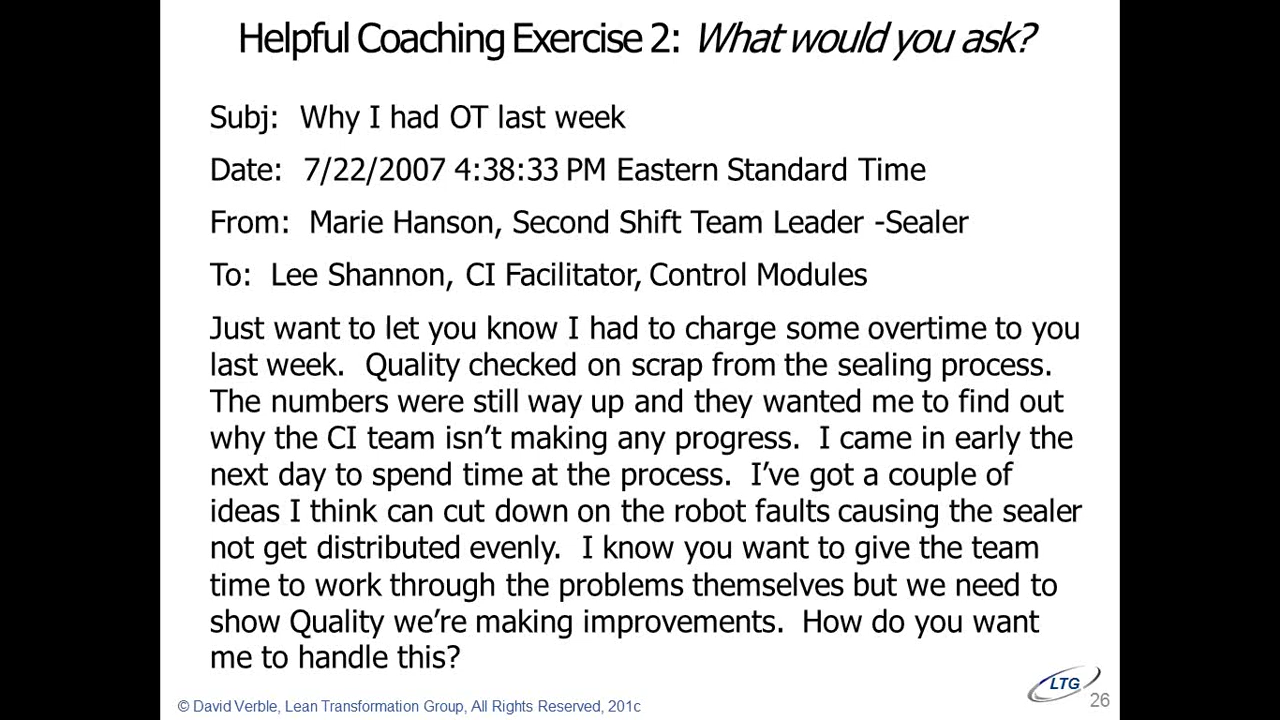 Helpful Coaching Exercise 2: What would you ask?
Subj: Why I had OT last week
Date: 7/22/2007 4:38:33 PM Eastern Standard Time
From: Marie Hanson, Second Shift Team Leader -Sealer
To: Lee Shannon, CI Facilitator, Control Modules
Just want to let you know I had to charge some overtime to you
last week. Quality checked on scrap from the sealing process.
The numbers were still way up and they wanted me to find out
why the CI team isn't making any progress. I came in early the
next day to spend time at the process. I've got a couple of
ideas I think can cut down on the robot faults causing the sealer
not get distributed evenly. I know you want to give the team
time to work through the problems themselves but we need to
show Quality we're making improvements. How do you want
me to handle this?
LTG
© David Verble, Lean Transformation Group, All Rights Reserved, 201c
26